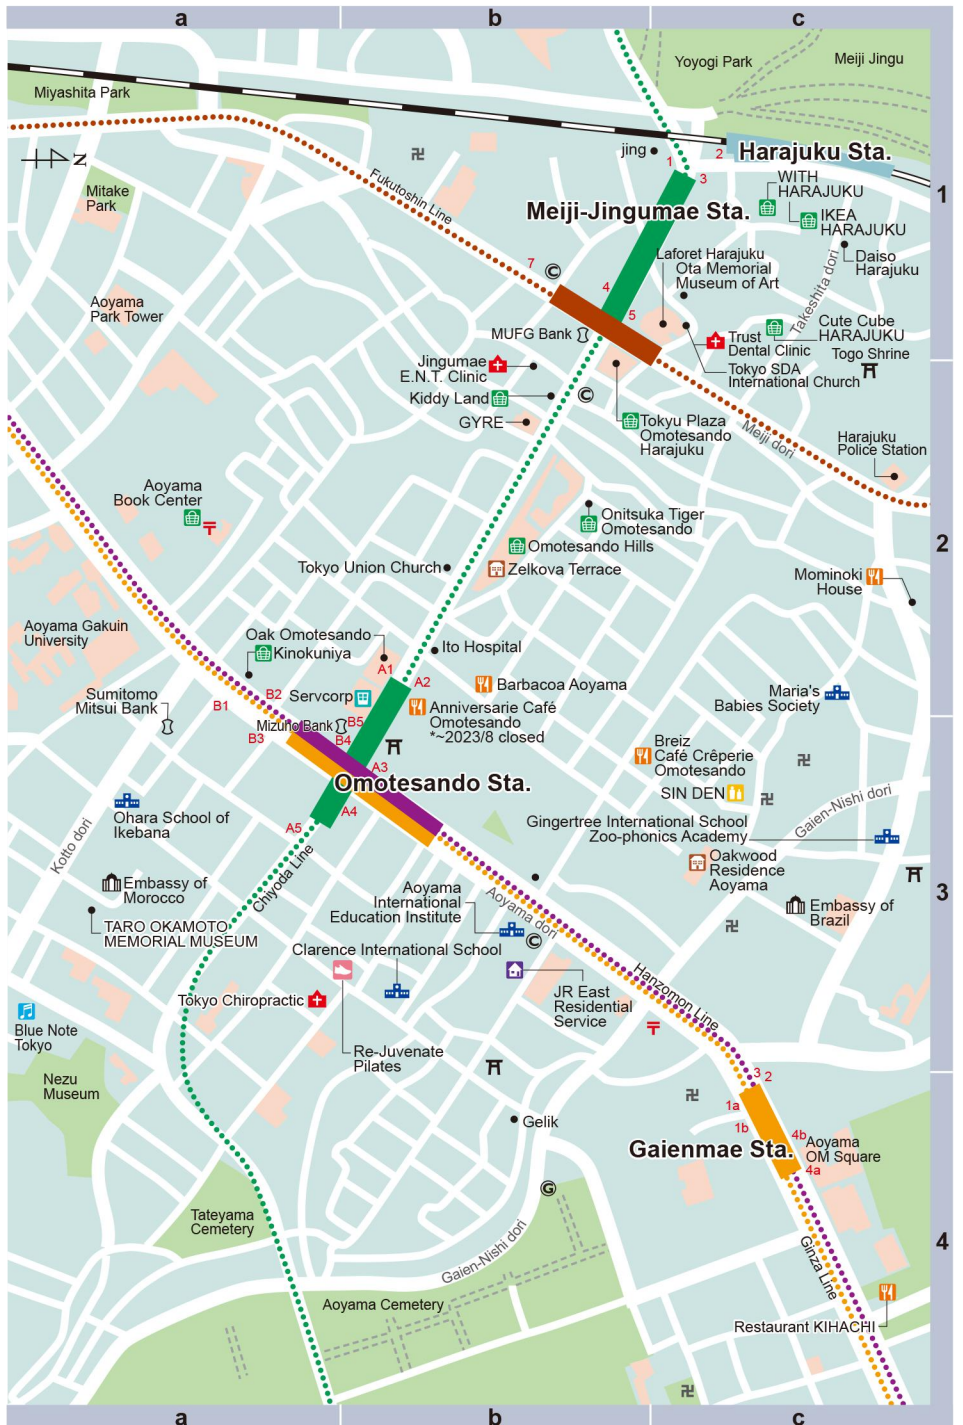 a
b
c
Yoyogi Park
Meiji Jingu
Miyashita Park
jing
1
2
Harajuku Sta.
N
3
WITH
HARAJUKU
Mitake
Park
Fukutoshin Line
Meiji-Jingumae Sta.
IKEA
HARAJUKU
1
Laforet Harajuku
Daiso
Harajuku
Ota Memorial
Museum of Art
7
C
Takeshita dori
4
5
Aoyama
Park Tower
MUFG Bank
Cute Cube
HARAJUKU
Trust
Dental Clinic
Togo Shrine
Jingumae
E.N.T. Clinic
Tokyo SDA
International Church
Kiddy Land
C
GYRE
Tokyu Plaza
Omotesando
Harajuku
Meiji dori
Harajuku
Police Station
Aoyama
Book Center
〒
Onitsuka Tiger
Omotesando
2
Omotesando Hills
Tokyo Union Church
Zelkova Terrace
Mominoki
House
Aoyama Gakuin
University
Oak Omotesando
Kinokuniya
Ito Hospital
A1
A2
Barbacoa Aoyama
Sumitomo
Mitsui Bank
B2
B1
Servcorp
Maria's
Babies Society
Anniversarie Café
Omotesando
*~2023/8 closed
Mizuho Bank
B5
B3
B4
Breiz
Café Crêperie
Omotesando
A3
Omotesando Sta.
SIN DEN
Ohara School of
Ikebana
A4
A5
Gingertree International School
Zoo-phonics Academy
Gaien-Nishi dori
Kotto dori
Chiyoda Line
Oakwood
Residence
Aoyama
Embassy of
Morocco
Aoyama
International
Education Institute
Aoyama dori
3
Embassy of
Brazil
TARO OKAMOTO
MEMORIAL MUSEUM
C
Clarence International School
Hanzomon Line
Tokyo Chiropractic
JR East
Residential
Service
〒
Blue Note
Tokyo
Re-Juvenate
Pilates
Nezu
Museum
3
2
1a
1b
Gelik
Gaienmae Sta.
4b
4a
Aoyama
OM Square
G
Tateyama
Cemetery
Gaien-Nishi dori
4
Ginza Line
Aoyama Cemetery
Restaurant KIHACHI
a
b
c